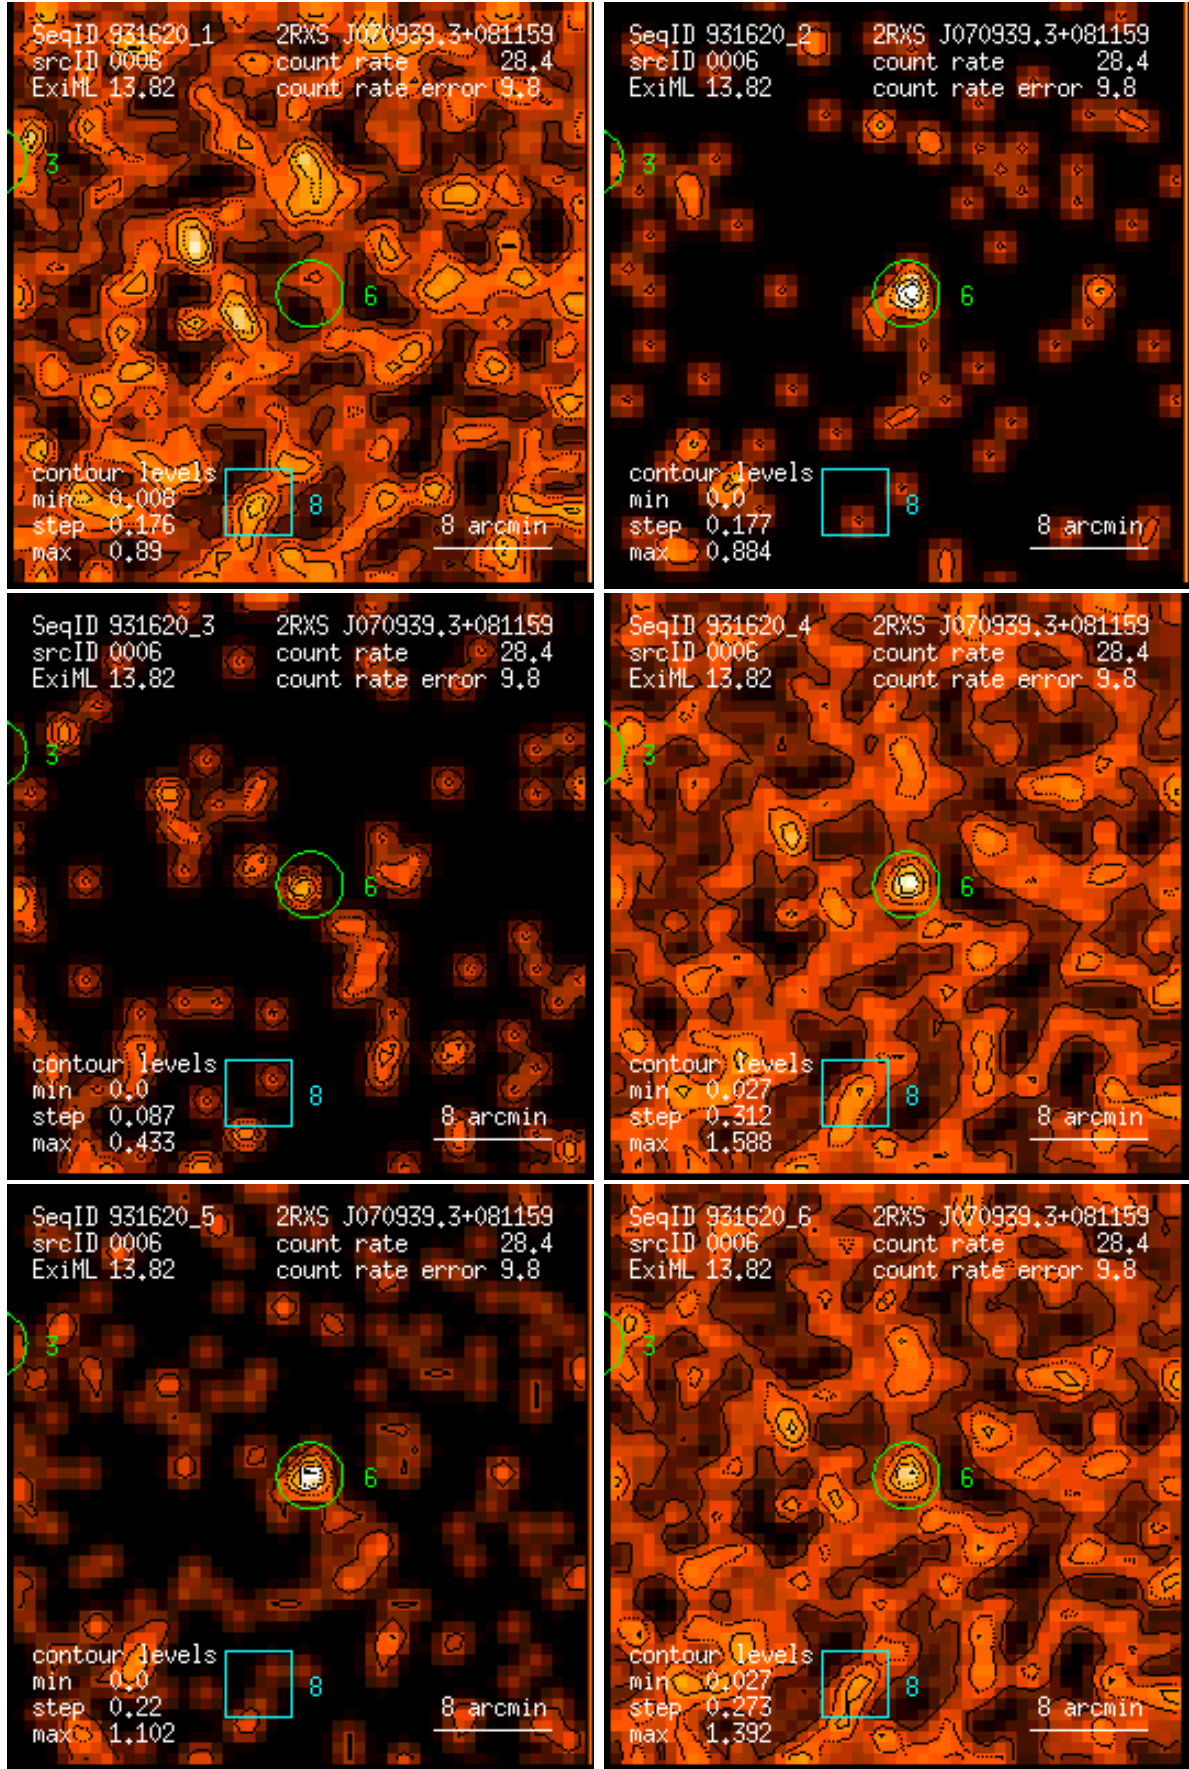 SeqID 931620_1 2RXS J070939.3+081159
srcID 0006 count rate 28.4
ExiML 13.82 count rate error 9.8
3
6
contour levels
min 0.008
step 0.176
max 0.89
8
8 arcmin
SeqID 931620_2 2RXS J070939.3+081159
srcID 0006 count rate 28.4
ExiML 13.82 count rate error 9.8
3
6
contour levels
min 0.0
step 0.177
max 0.884
8
8 arcmin
SeqID 931620_3 2RXS J070939.3+081159
srcID 0006 count rate 28.4
ExiML 13.82 count rate error 9.8
3
6
contour levels
min 0.0
step 0.087
max 0.433
8
8 arcmin
SeqID 931620_4 2RXS J070939.3+081159
srcID 0006 count rate 28.4
ExiML 13.82 count rate error 9.8
3
6
contour levels
min 0.027
step 0.312
max 1.588
8
8 arcmin
SeqID 931620_5 2RXS J070939.3+081159
srcID 0006 count rate 28.4
ExiML 13.82 count rate error 9.8
3
6
contour levels
min 0.0
step 0.22
max 1.102
8
8 arcmin
SeqID 931620_6 2RXS J070939.3+081159
srcID 0006 count rate 28.4
ExiML 13.82 count rate error 9.8
3
6
contour levels
min 0.027
step 0.273
max 1.392
8
8 arcmin